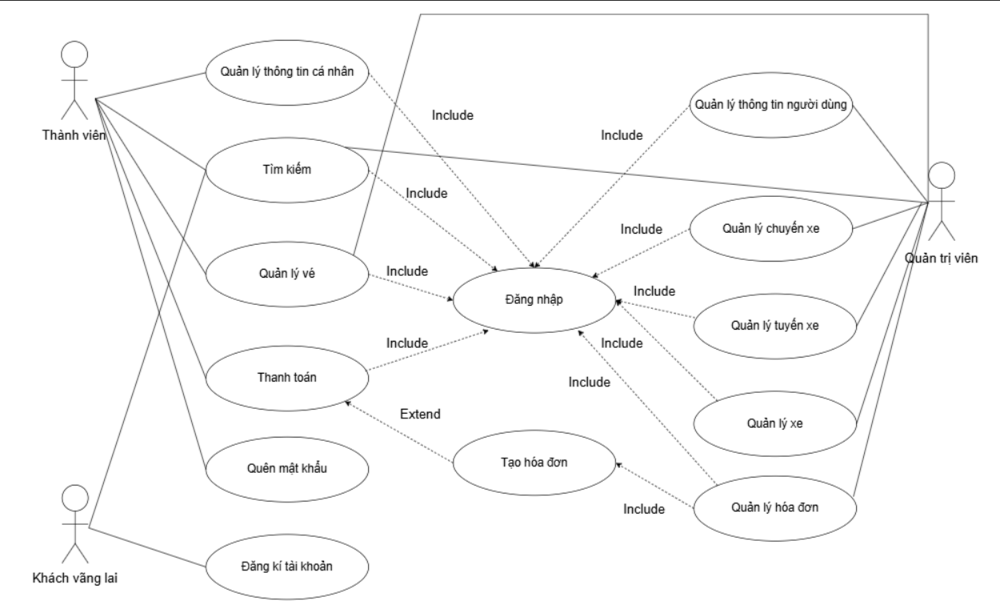 Quản lý thông tin cá nhân
Include
Quản lý thông tin người dùng
Thành viên
Include
Tìm kiếm
Include
Quản lý chuyến xe
Include
Quản trị viên
Quản lý vé
Include
Đăng nhập
Include
Quản lý tuyến xe
Include
Include
Thanh toán
Include
Extend
Quản lý xe
Quên mật khẩu
Tạo hóa đơn
Include
Quản lý hóa đơn
Khách vãng lai
Đăng kí tài khoản